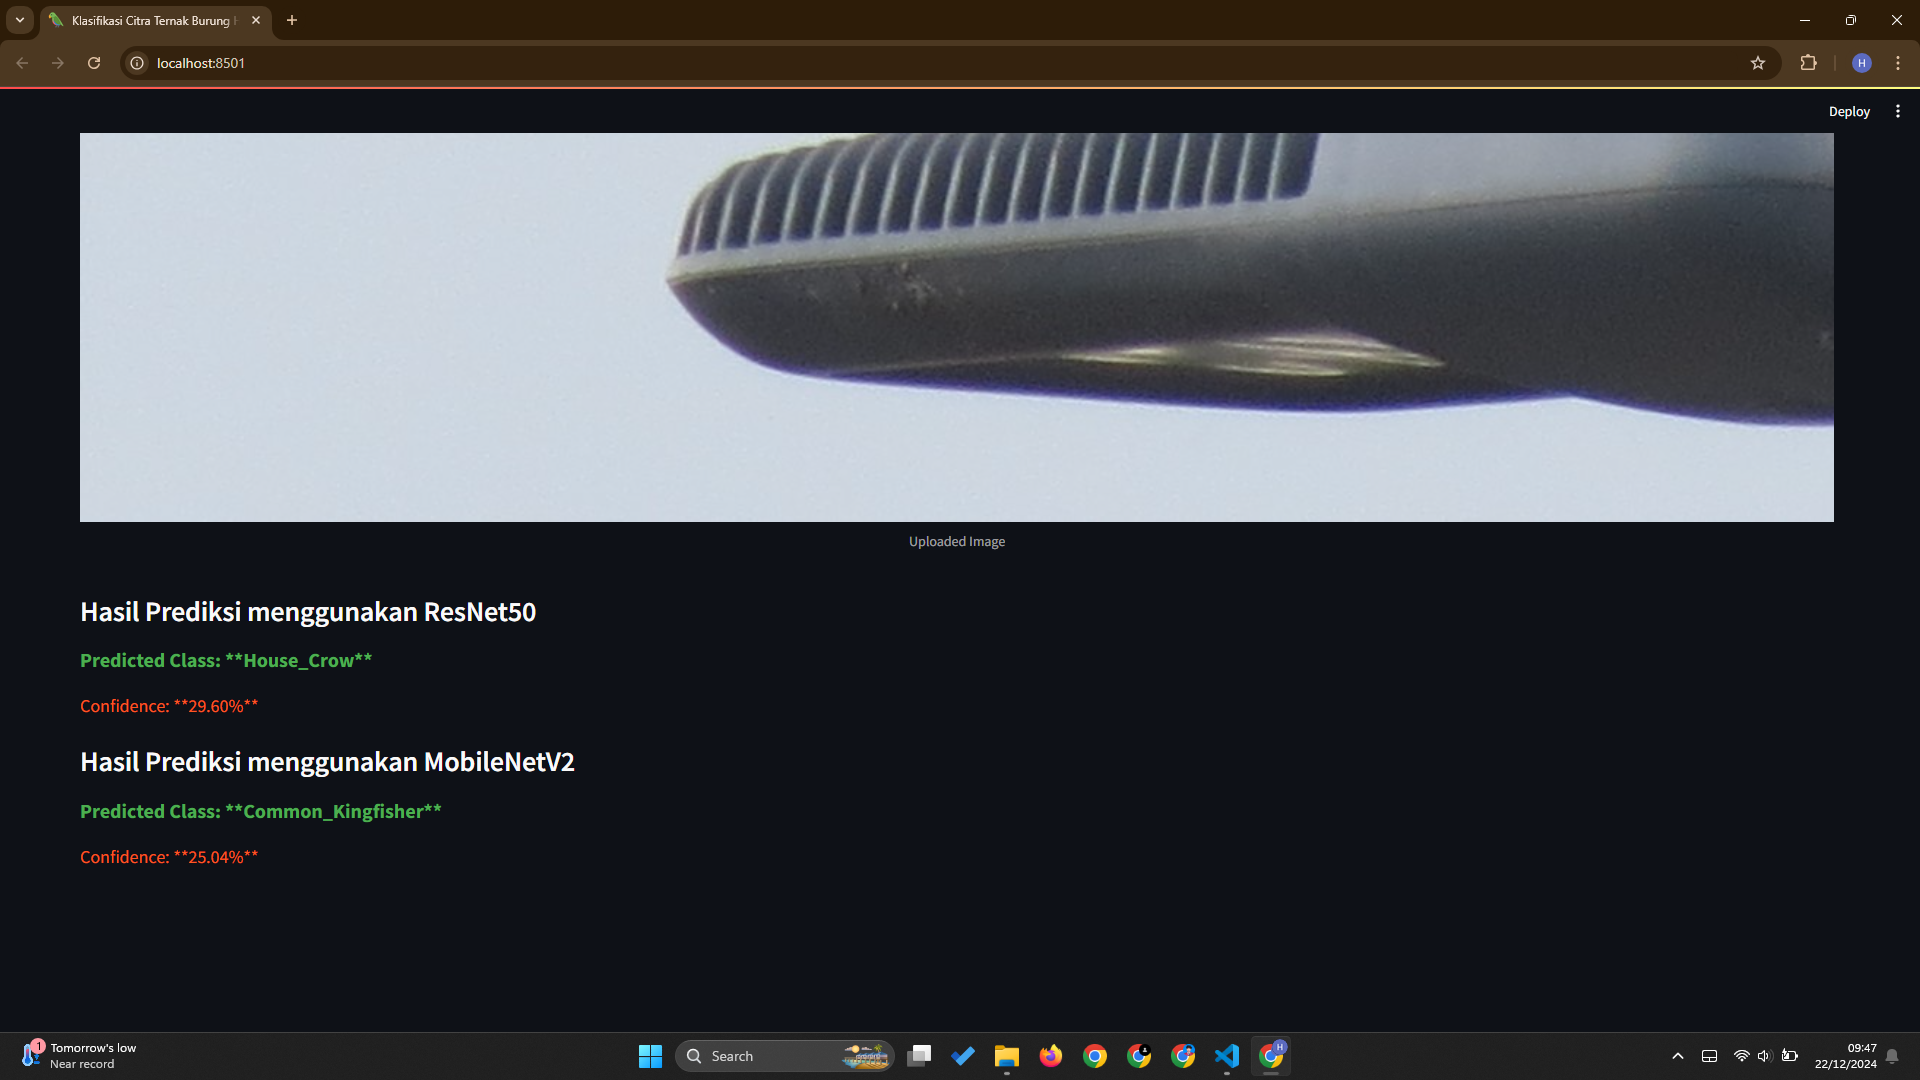 Klasifikasi Citra Ternak Burung
localhost:8501
H
Deploy
Uploaded Image
Hasil Prediksi menggunakan ResNet50
Predicted Class: **House_Crow**
Confidence: **29.60%**
Hasil Prediksi menggunakan MobileNetV2
Predicted Class: **Common_Kingfisher**
Confidence: **25.04%**
1
Tomorrow's low
Near record
Search
H
09:47
22/12/2024